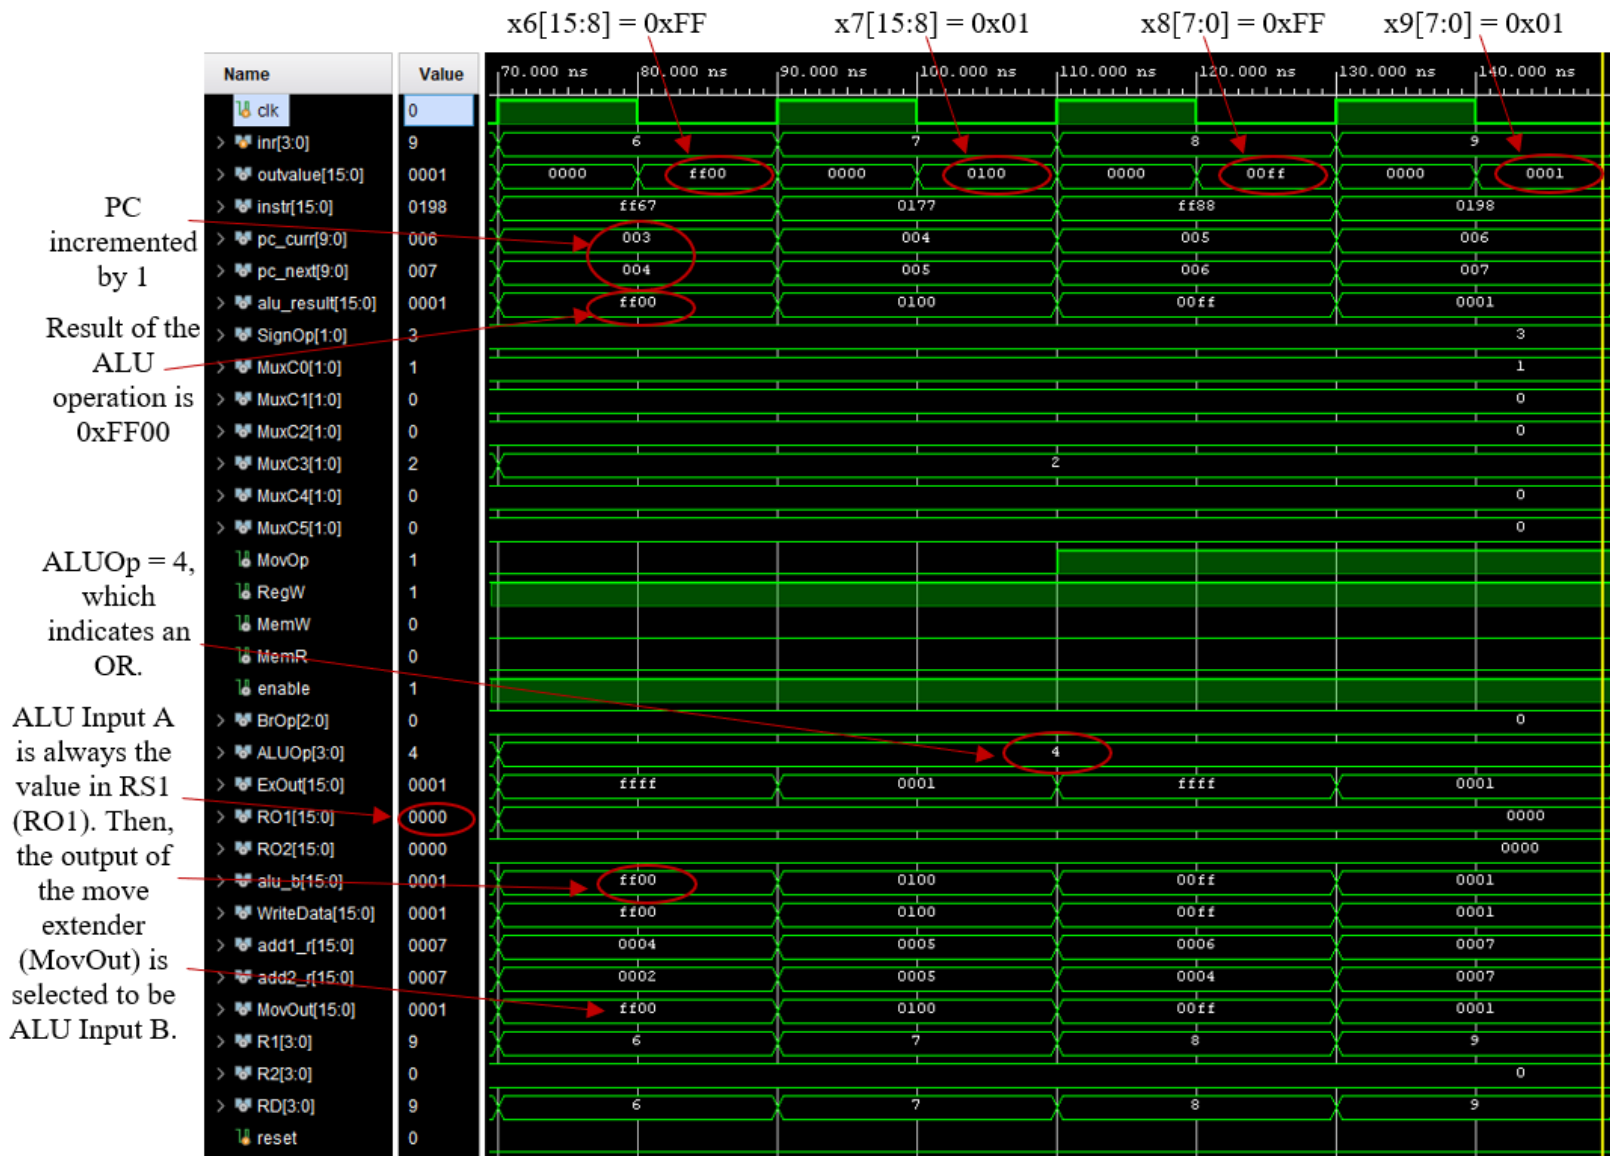 x6[15:8] = 0xFF x7[15:8] = 0x01 x8[7:0] = 0xFF x9[7:0] = 0x01
Name Value 70.000 ns 80.000 ns 90.000 ns 100.000 ns 110.000 ns 120.000 ns 130.000 ns 140.000 ns
clk 0
inr[3:0] 9 6 7 8 9
outvalue[15:0] 0001 0000 ff00 0000 0100 0000 00ff 0000 0001
instr[15:0] 0198 ff67 0177 ff88 0198
pc_curr[9:0] 006 003 004 005 006
pc_next[9:0] 007 004 005 006 007
alu_result[15:0] 0001 ff00 0100 00ff 0001
SignOp[1:0] 3 3
MuxC0[1:0] 1 1
MuxC1[1:0] 0 0
MuxC2[1:0] 0 0
MuxC3[1:0] 2 2
MuxC4[1:0] 0 0
MuxC5[1:0] 0 0
MovOp 1
RegW 1
MemW 0
MemR 0
enable 1
BrOp[2:0] 0 0
ALUOp[3:0] 4 4
ExOut[15:0] 0001 ffff 0001 ffff 0001
RO1[15:0] 0000 0000
RO2[15:0] 0000 0000
alu_b[15:0] 0001 ff00 0100 00ff 0001
WriteData[15:0] 0001 ff00 0100 00ff 0001
add1_r[15:0] 0007 0004 0005 0006 0007
add2_r[15:0] 0007 0002 0005 0004 0007
MovOut[15:0] 0001 ff00 0100 00ff 0001
R1[3:0] 9 6 7 8 9
R2[3:0] 0 0
RD[3:0] 9 6 7 8 9
reset 0
PC
incremented
by 1
Result of the
ALU
operation is
0xFF00
ALUOp = 4,
which
indicates an
OR.
ALU Input A
is always the
value in RS1
(RO1). Then,
the output of
the move
extender
(MovOut) is
selected to be
ALU Input B.